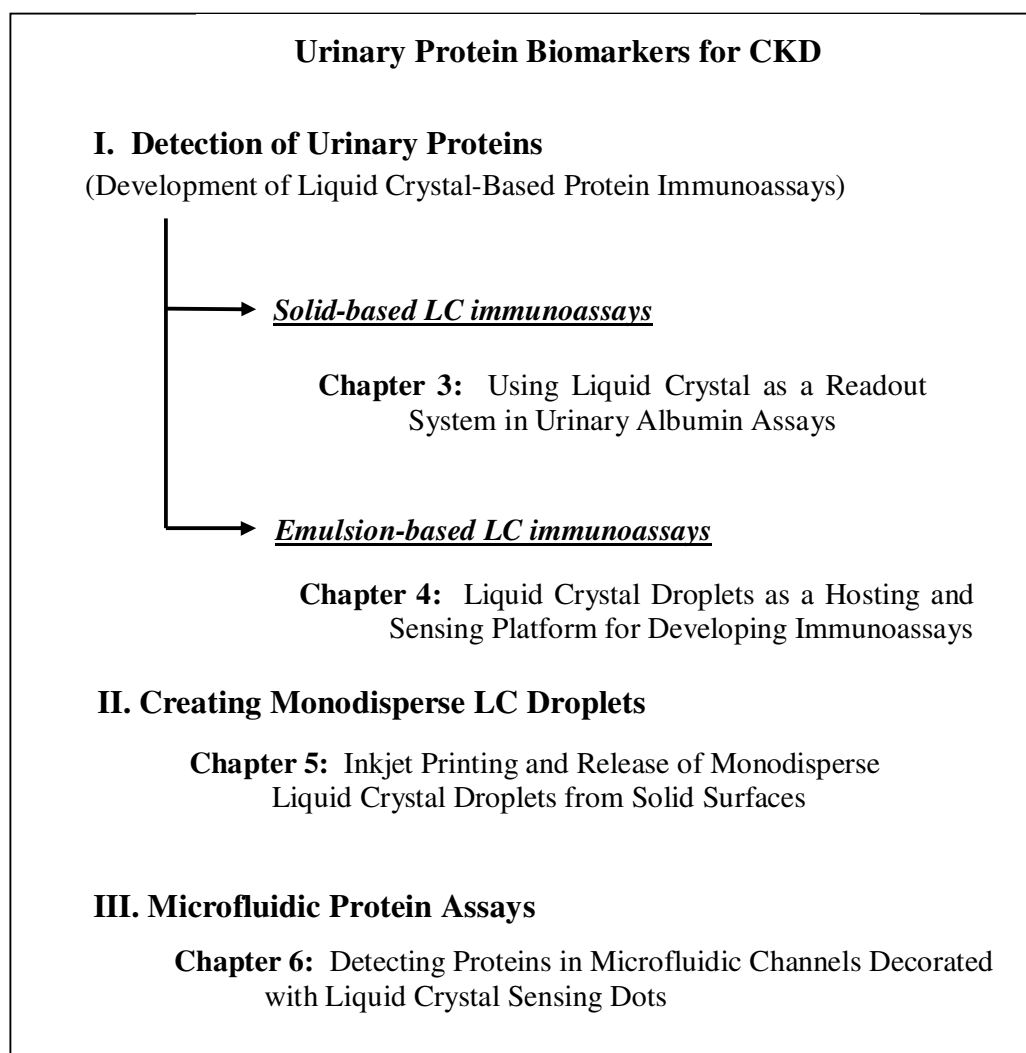 Urinary Protein Biomarkers for CKD
I. Detection of Urinary Proteins
(Development of Liquid Crystal-Based Protein Immunoassays)
Solid-based LC immunoassays
Chapter 3: Using Liquid Crystal as a Readout
System in Urinary Albumin Assays
Emulsion-based LC immunoassays
Chapter 4: Liquid Crystal Droplets as a Hosting and
Sensing Platform for Developing Immunoassays
II. Creating Monodisperse LC Droplets
Chapter 5: Inkjet Printing and Release of Monodisperse
Liquid Crystal Droplets from Solid Surfaces
III. Microfluidic Protein Assays
Chapter 6: Detecting Proteins in Microfluidic Channels Decorated
with Liquid Crystal Sensing Dots